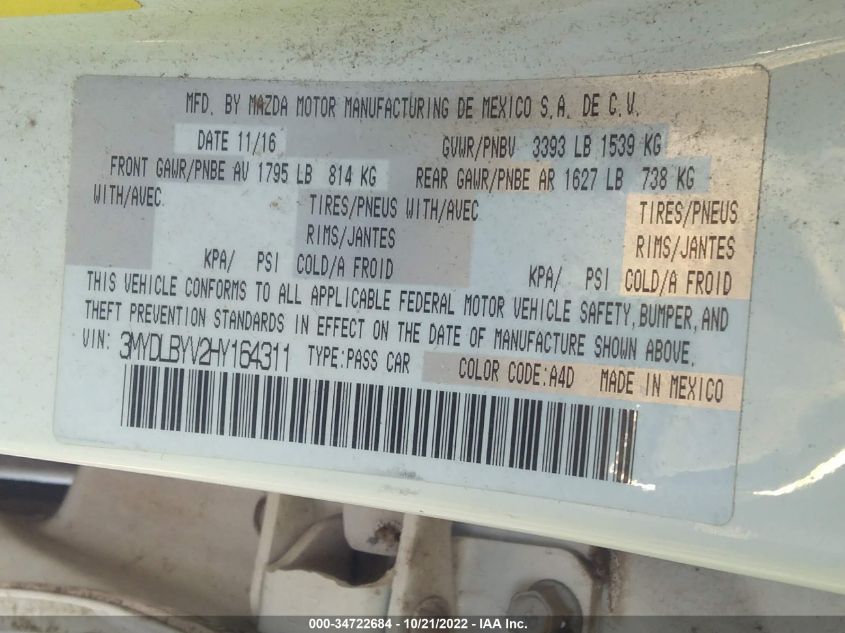 MFD. BY MAZDA MOTOR MANUFACTURING DE MEXICO S.A. DE C.V.
DATE 11/16 GVWR/PNBV 3393 LB 1539 KG
FRONT GAWR/PNBE AV 1795 LB 814 KG REAR GAWR/PNBE AR 1627 LB 738 KG
WITH/AVEC TIRES/PNEUS WITH/AVEC TIRES/PNEUS
RIMS/JANTES RIMS/JANTES
KPA/ PSI COLD/A FROID KPA/ PSI COLD/A FROID
THIS VEHICLE CONFORMS TO ALL APPLICABLE FEDERAL MOTOR VEHICLE SAFETY, BUMPER, AND
THEFT PREVENTION STANDARDS IN EFFECT ON THE DATE OF MANUFACTURE SHOWN ABOVE.
VIN: 3MYDLBYV2HY164311 TYPE:PASS CAR COLOR CODE:A4D MADE IN MEXICO
000-34722684 - 10/21/2022 - IAA Inc.